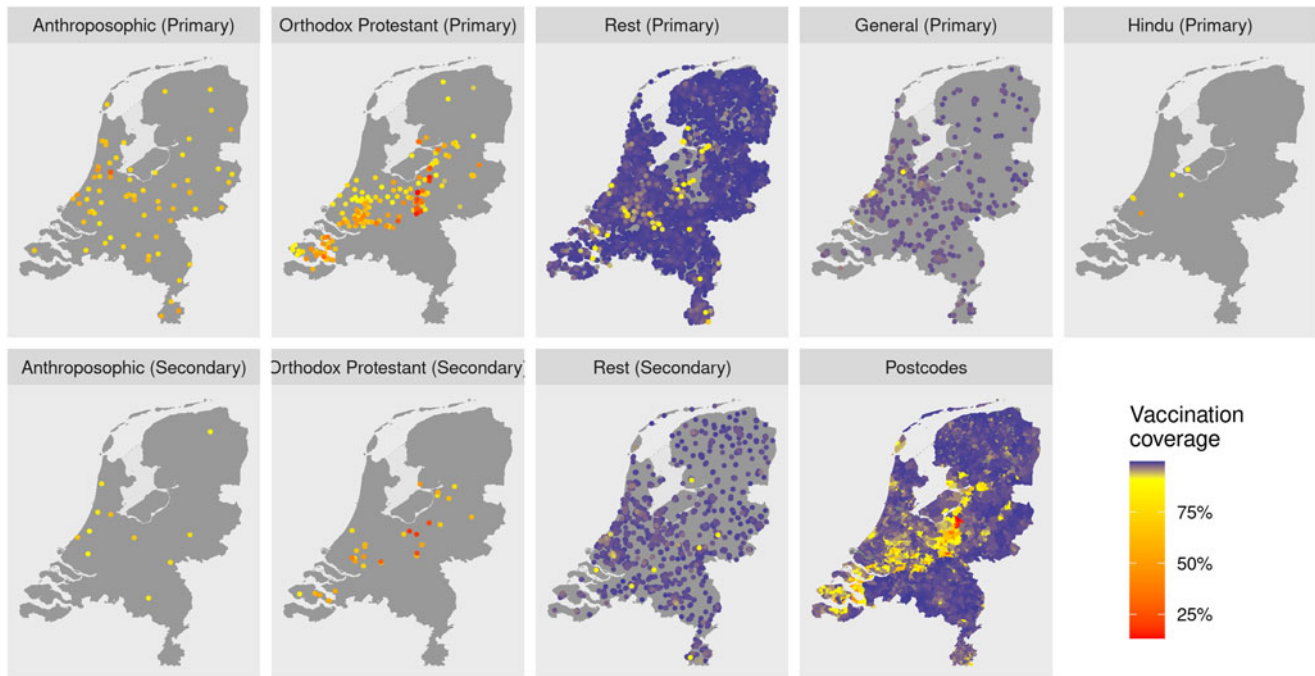 Anthroposophic (Primary)
Orthodox Protestant (Primary)
Rest (Primary)
General (Primary)
Hindu (Primary)
Anthroposophic (Secondary)
Orthodox Protestant (Secondary)
Rest (Secondary)
Postcodes
Vaccination
coverage
75%
50%
25%